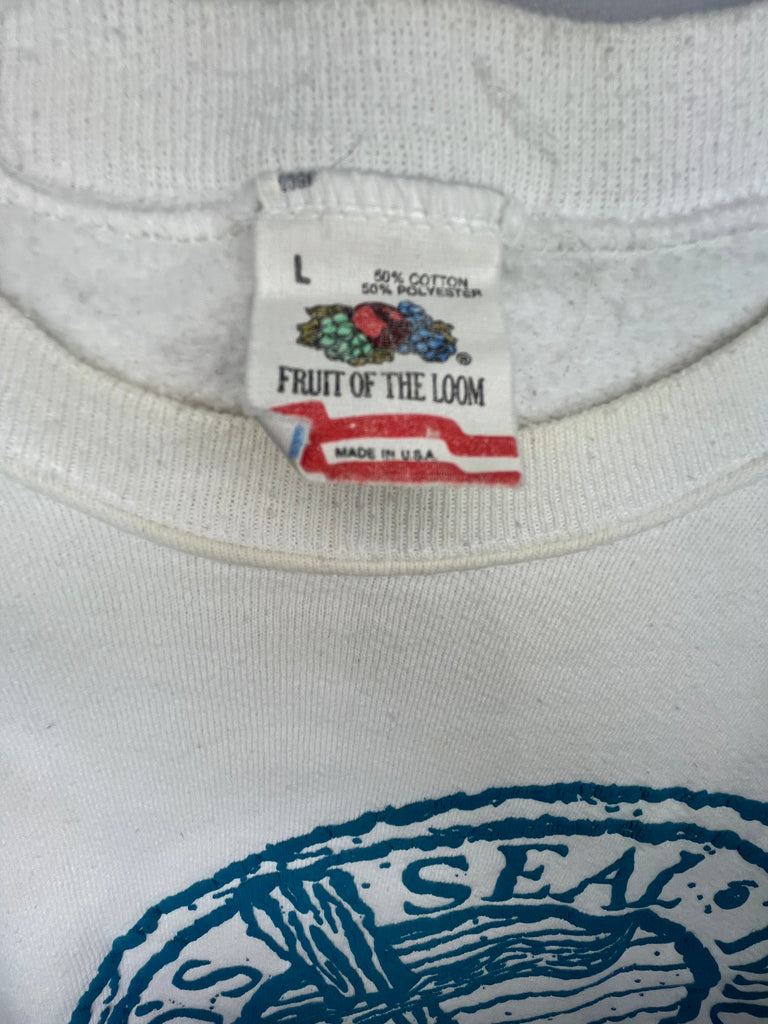 L
50% COTTON
50% POLYESTER
®
FRUIT OF THE LOOM
MADE IN U.S.A.
SEAL